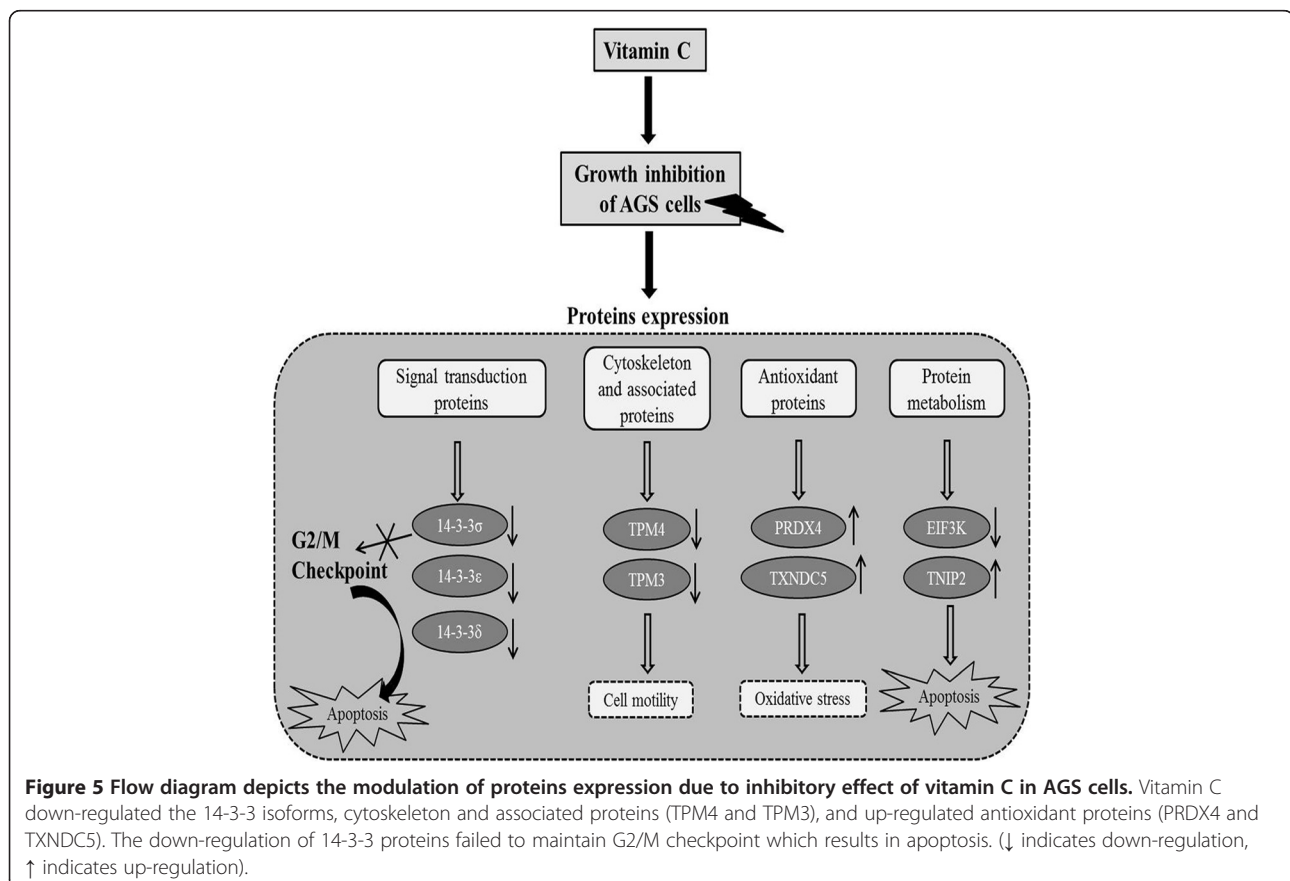 Vitamin C
Growth inhibition
of AGS cells
Proteins expression
Signal transduction
proteins
Cytoskeleton
and associated
proteins
Antioxidant
proteins
Protein
metabolism
14-3-3σ ↓
14-3-3ε ↓
14-3-3δ ↓
G2/M
Checkpoint
Apoptosis
TPM4 ↓
TPM3 ↓
Cell motility
PRDX4 ↑
TXNDC5 ↑
Oxidative stress
EIF3K ↓
TNIP2 ↑
Apoptosis
Figure 5 Flow diagram depicts the modulation of proteins expression due to inhibitory effect of vitamin C in AGS cells. Vitamin C
down-regulated the 14-3-3 isoforms, cytoskeleton and associated proteins (TPM4 and TPM3), and up-regulated antioxidant proteins (PRDX4 and
TXNDC5). The down-regulation of 14-3-3 proteins failed to maintain G2/M checkpoint which results in apoptosis. (↓ indicates down-regulation,
↑ indicates up-regulation).